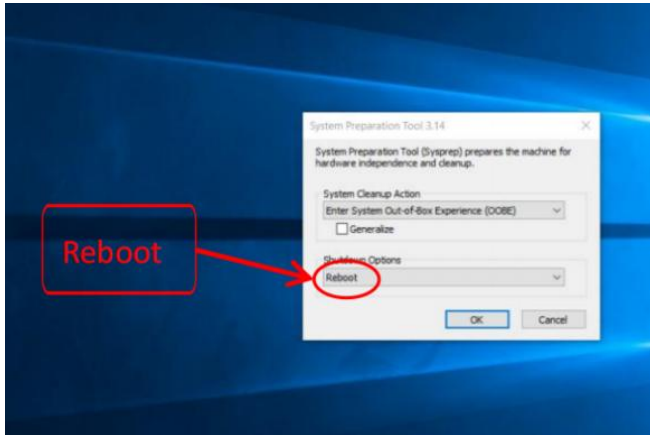 System Preparation Tool 3.14
System Preparation Tool (Sysprep) prepares the machine for
hardware independence and cleanup.
System Cleanup Action
Enter System Out-of-Box Experience (OOBE)
Generalize
Reboot
Shutdown Options
Reboot
OK
Cancel